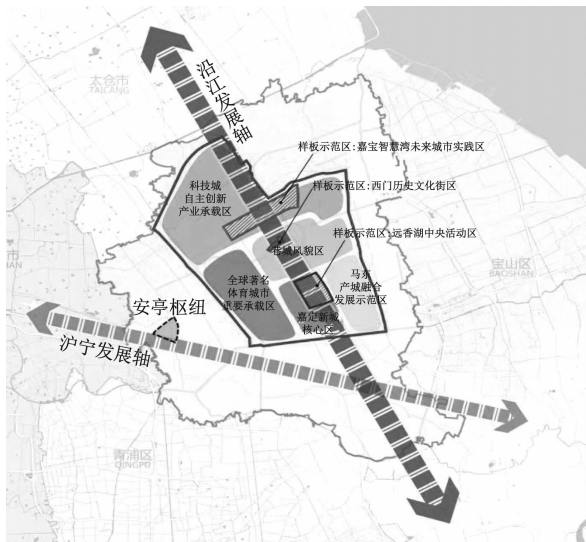 太仓市
TAICANG
沿江发展轴
样板示范区：嘉宝智慧湾未来城市实践区
科技城
自主创新
产业承载区
样板示范区：西门历史文化街区
样板示范区：远香湖中央活动区
老城风貌区
宝山区
BAOSHAN
马东
产城融合
发展示范区
全球著名
体育城市
重要承载区
嘉定新城
核心区
安亭枢纽
沪宁发展轴
青浦区
QINGPU
市